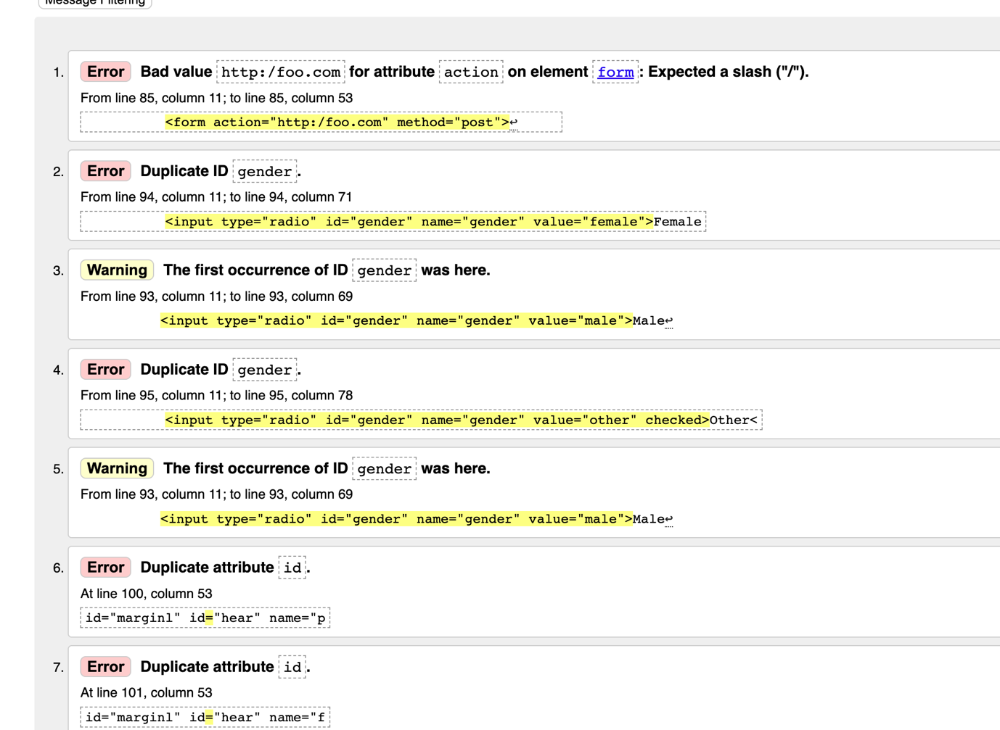 Message Filtering
1. Error Bad value http:/foo.com for attribute action on element form: Expected a slash ("/").
From line 85, column 11; to line 85, column 53
<form action="http:/foo.com" method="post">↩
2. Error Duplicate ID gender.
From line 94, column 11; to line 94, column 71
<input type="radio" id="gender" name="gender" value="female">Female
3. Warning The first occurrence of ID gender was here.
From line 93, column 11; to line 93, column 69
<input type="radio" id="gender" name="gender" value="male">Male↩
4. Error Duplicate ID gender.
From line 95, column 11; to line 95, column 78
<input type="radio" id="gender" name="gender" value="other" checked>Other<
5. Warning The first occurrence of ID gender was here.
From line 93, column 11; to line 93, column 69
<input type="radio" id="gender" name="gender" value="male">Male↩
6. Error Duplicate attribute id.
At line 100, column 53
id="margin1" id="hear" name="p
7. Error Duplicate attribute id.
At line 101, column 53
id="margin1" id="hear" name="f